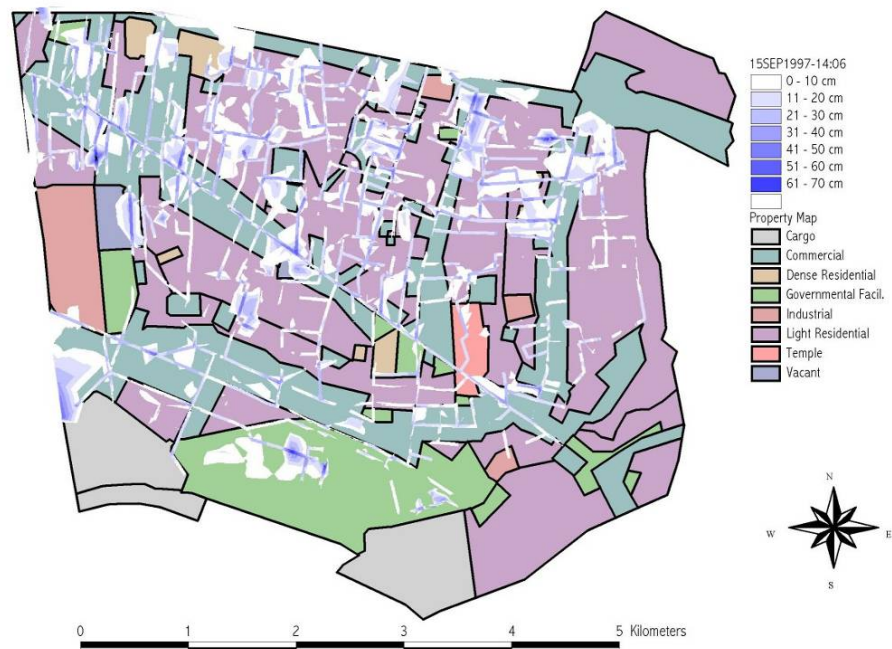 15SEP1997-14:06
0 - 10 cm
11 - 20 cm
21 - 30 cm
31 - 40 cm
41 - 50 cm
51 - 60 cm
61 - 70 cm
Property Map
Cargo
Commercial
Dense Residential
Governmental Facil.
Industrial
Light Residential
Temple
Vacant
N
W E
S
0 1 2 3 4 5 Kilometers